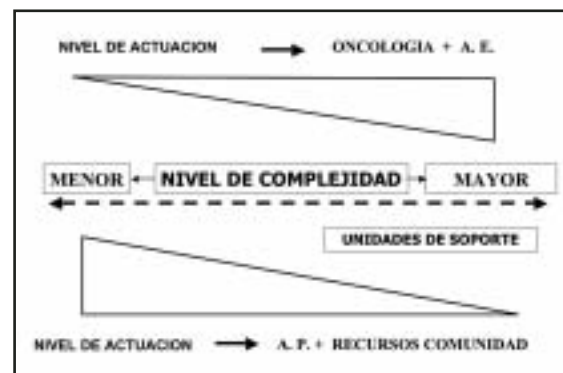 NIVEL DE ACTUACION → ONCOLOGIA + A. E.
MENOR NIVEL DE COMPLEJIDAD MAYOR
UNIDADES DE SOPORTE
NIVEL DE ACTUACION → A. P. + RECURSOS COMUNIDAD